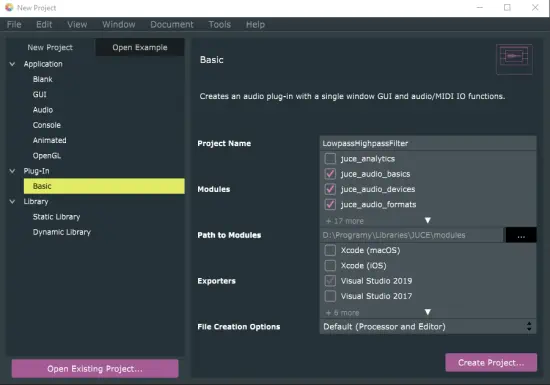 New Project
File Edit View Window Document Tools Help
New Project Open Example
Application
Blank
GUI
Audio
Console
Animated
OpenGL
Plug-In
Basic
Library
Static Library
Dynamic Library
Open Existing Project...
Basic
Creates an audio plug-in with a single window GUI and audio/MIDI IO functions.
Project Name LowpassHighpassFilter
Modules
juce_analytics
juce_audio_basics
juce_audio_devices
juce_audio_formats
+ 17 more
Path to Modules D:\Programy\Libraries\JUCE\modules ...
Exporters
Xcode (macOS)
Xcode (iOS)
Visual Studio 2019
Visual Studio 2017
+ 6 more
File Creation Options Default (Processor and Editor)
Create Project...